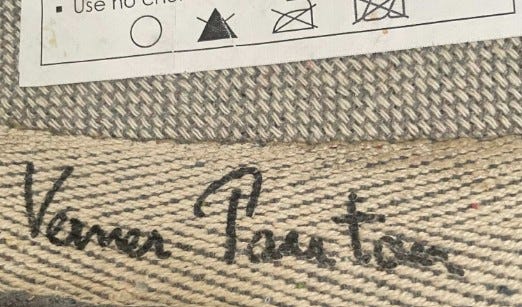 ▪ Use no
Verner Panton